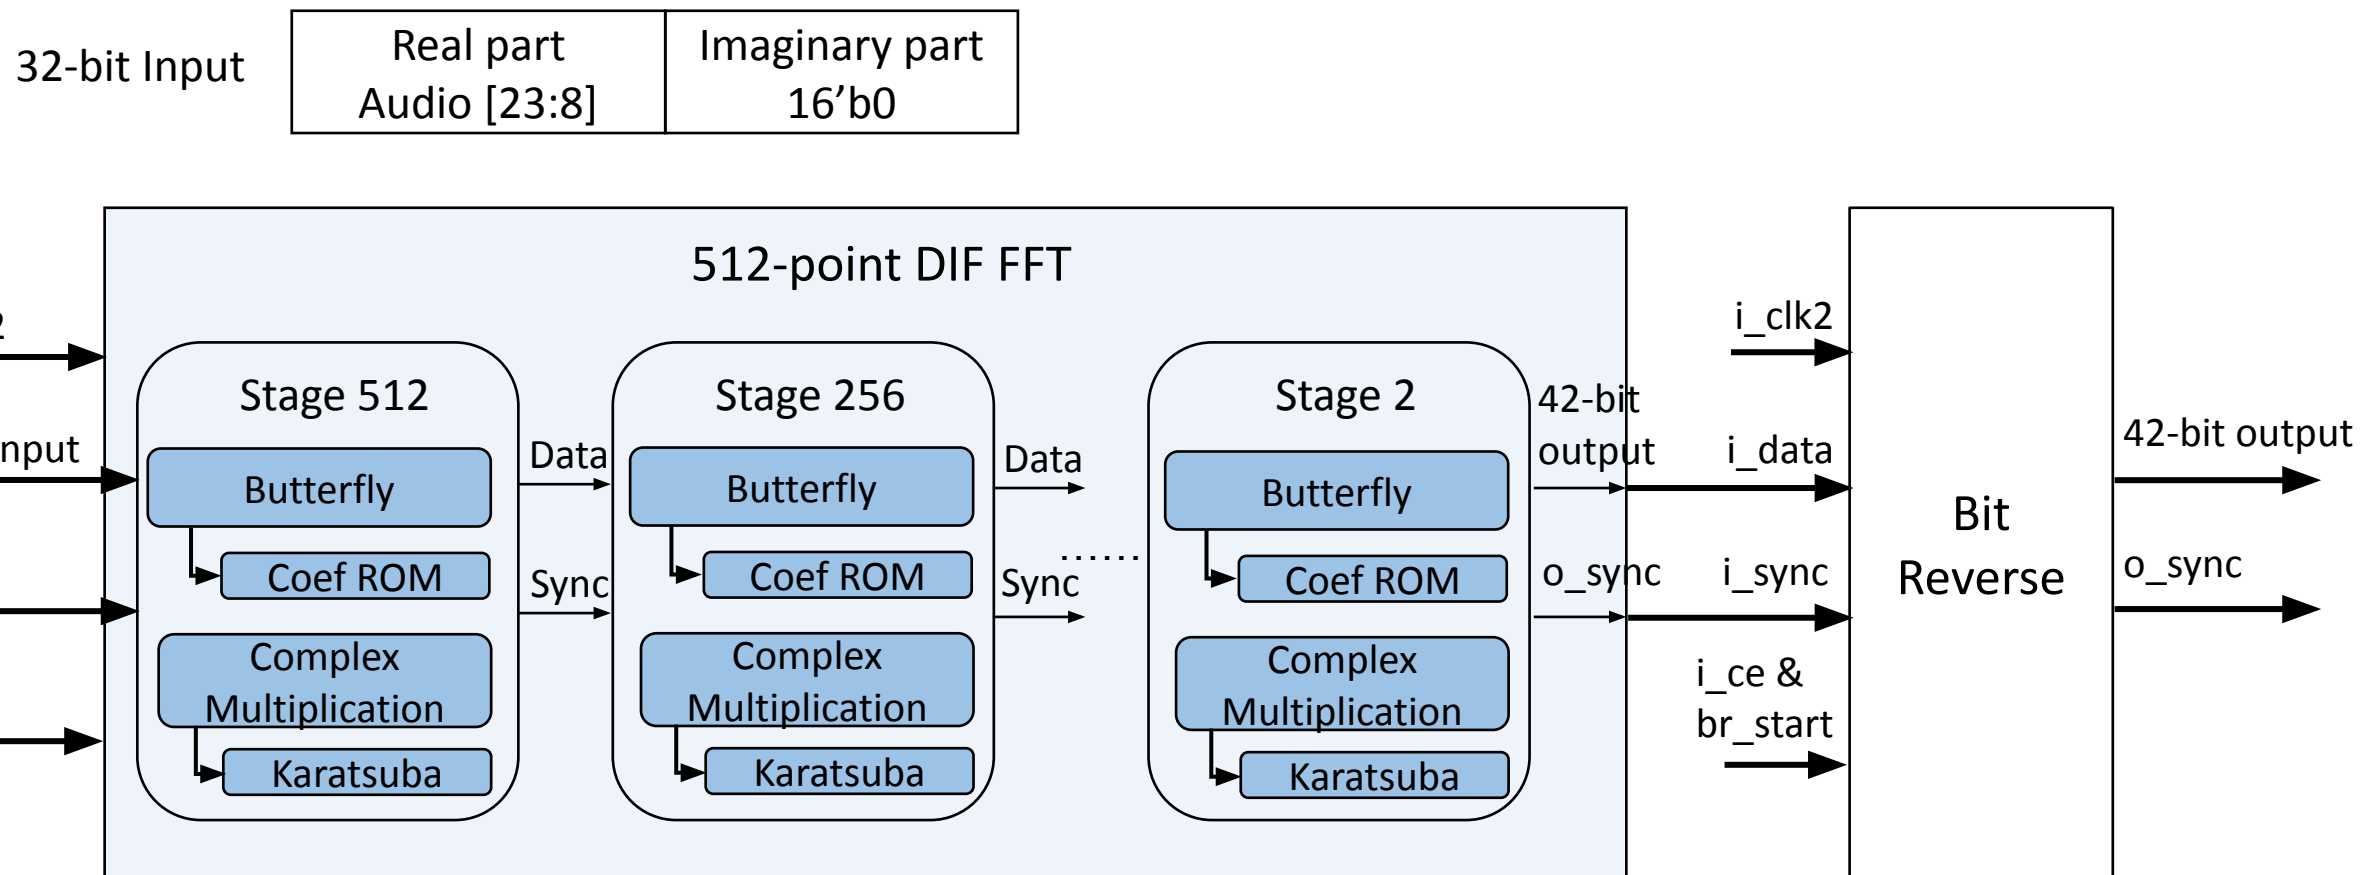 32-bit Input
Real part
Audio [23:8]
Imaginary part
16’b0
512-point DIF FFT
2
nput
Stage 512
Butterfly
Coef ROM
Complex
Multiplication
Karatsuba
Data
Sync
Stage 256
Butterfly
Coef ROM
Complex
Multiplication
Karatsuba
Data
Sync
......
Stage 2
Butterfly
Coef ROM
Complex
Multiplication
Karatsuba
42-bit
output
o_sync
i_clk2
i_data
i_sync
i_ce &
br_start
Bit
Reverse
42-bit output
o_sync